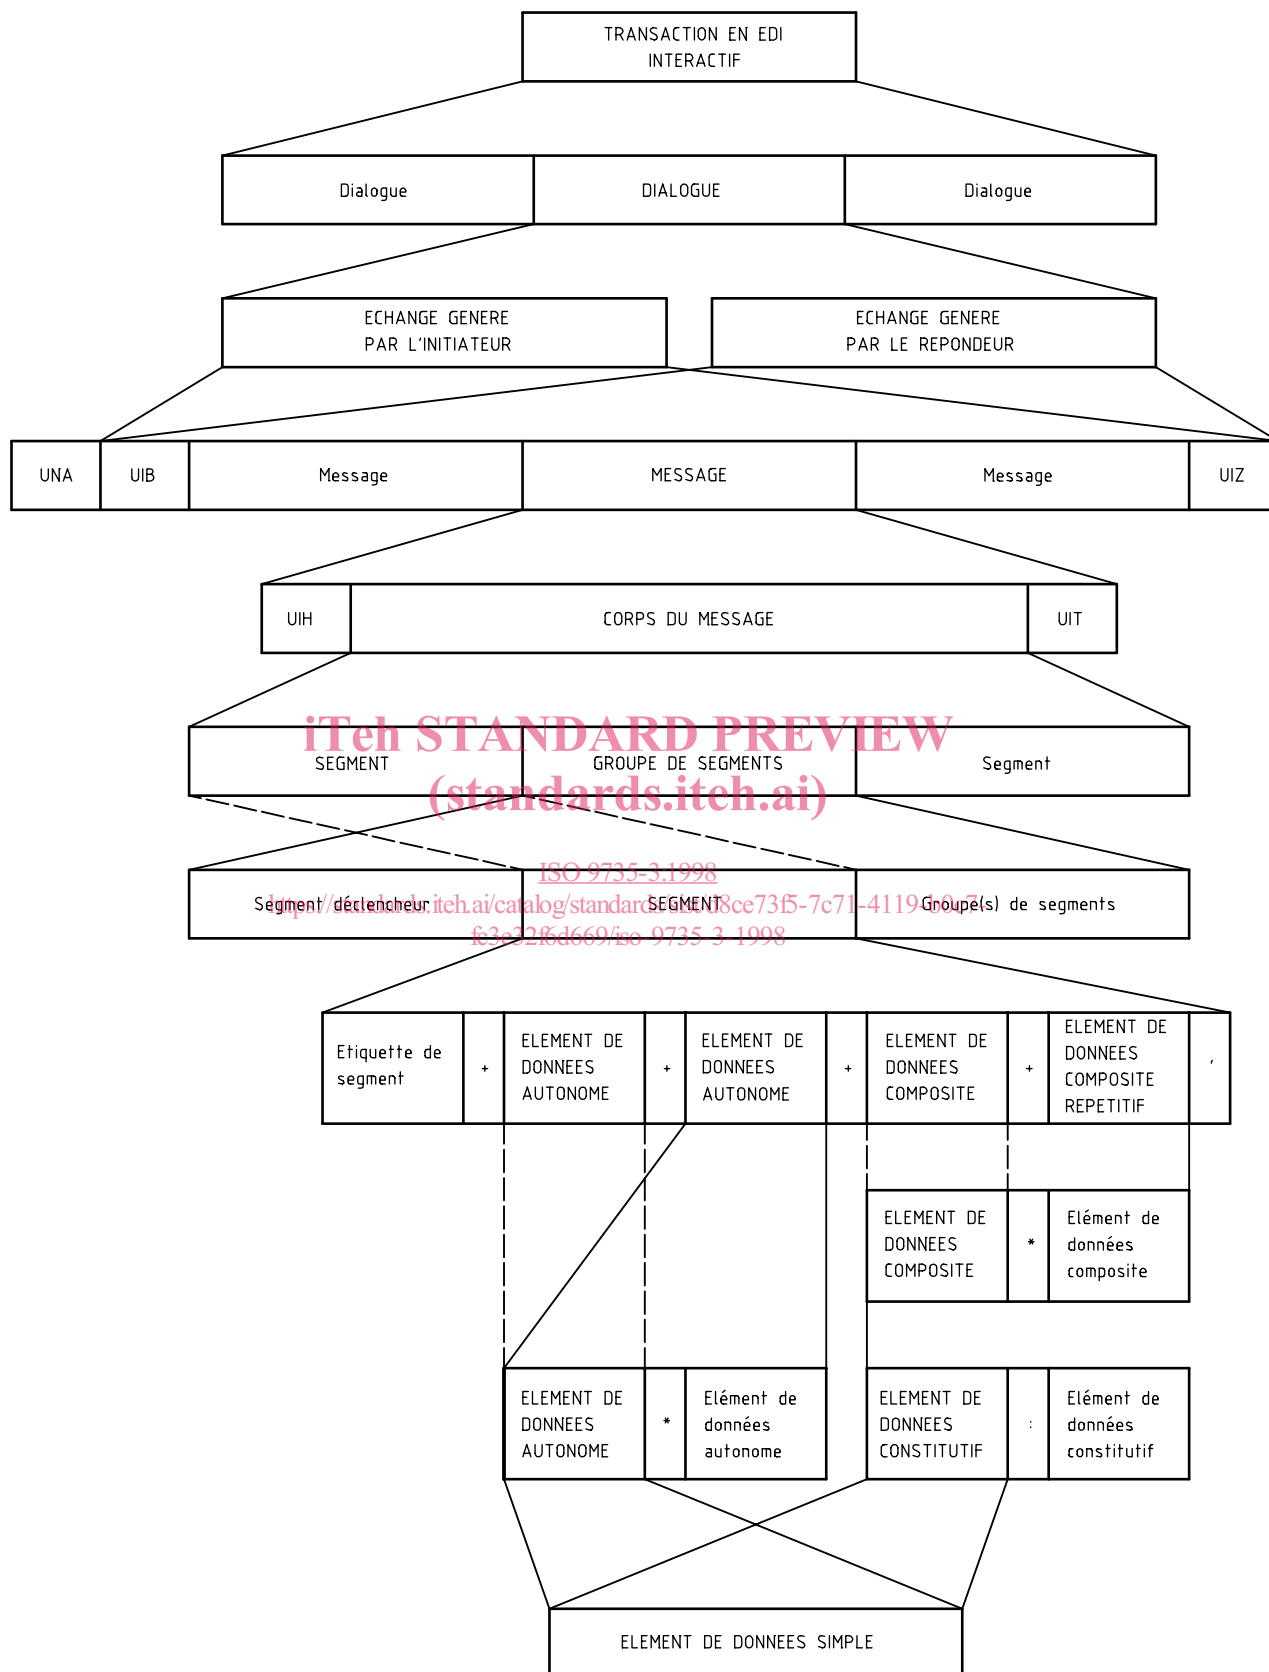 TRANSACTION EN EDI
INTERACTIF
Dialogue
DIALOGUE
Dialogue
ECHANGE GENERE
PAR L'INITIATEUR
ECHANGE GENERE
PAR LE REPONDEUR
UNA
UIB
Message
MESSAGE
Message
UIZ
UIH
CORPS DU MESSAGE
UIT
iTeh STANDARD PREVIEW
SEGMENT
GROUPE DE SEGMENTS
Segment
(standards.iteh.ai)
ISO 9735-3:1998
Segment déclencheur
SEGMENT
Groupe(s) de segments
fc3e32f6d669/iso-9735-3-1998
Etiquette de
segment
+
ELEMENT DE
DONNEES
AUTONOME
+
ELEMENT DE
DONNEES
AUTONOME
+
ELEMENT DE
DONNEES
COMPOSITE
+
ELEMENT DE
DONNEES
COMPOSITE
REPETITIF
'
ELEMENT DE
DONNEES
COMPOSITE
*
Elément de
données
composite
ELEMENT DE
DONNEES
AUTONOME
*
Elément de
données
autonome
ELEMENT DE
DONNEES
CONSTITUTIF
:
Elément de
données
constitutif
ELEMENT DE DONNEES SIMPLE